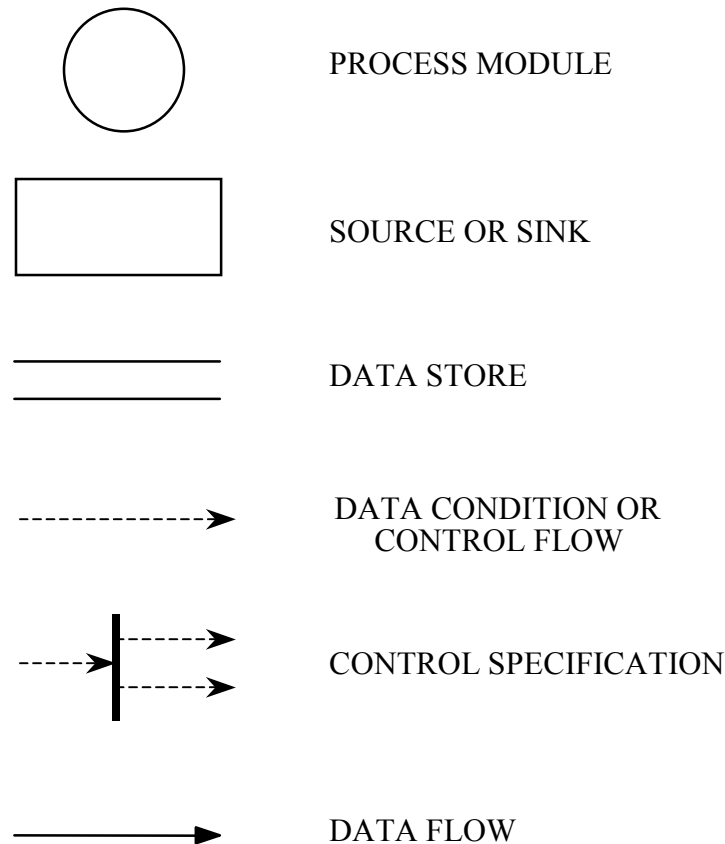 PROCESS MODULE
SOURCE OR SINK
DATA STORE
DATA CONDITION OR
CONTROL FLOW
CONTROL SPECIFICATION
DATA FLOW